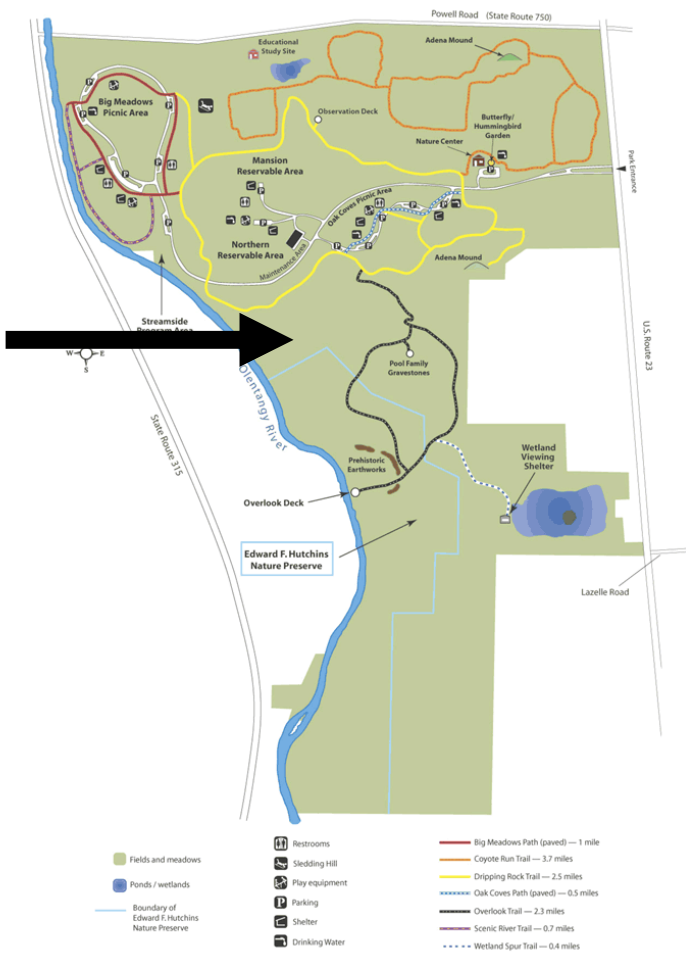 Powell Road (State Route 750)
Educational
Study Site
Adena Mound
Big Meadows
Picnic Area
Observation Deck
Butterfly/
Hummingbird
Garden
Nature Center
Park Entrance
Mansion
Reservable Area
Oak Coves Picnic Area
Northern
Reservable Area
Maintenance Area
Adena Mound
Streamside
Program Area
W
E
S
Pool Family
Gravestones
U.S. Route 23
Olentangy River
State Route 315
Prehistoric
Earthworks
Wetland
Viewing
Shelter
Overlook Deck
Edward F. Hutchins
Nature Preserve
Lazelle Road
Fields and meadows
Ponds / wetlands
Boundary of
Edward F. Hutchins
Nature Preserve
Restrooms
Sledding Hill
Play equipment
P Parking
Shelter
Drinking Water
Big Meadows Path (paved) — 1 mile
Coyote Run Trail — 3.7 miles
Dripping Rock Trail — 2.5 miles
Oak Coves Path (paved) — 0.5 miles
Overlook Trail — 2.3 miles
Scenic River Trail — 0.7 miles
Wetland Spur Trail — 0.4 miles